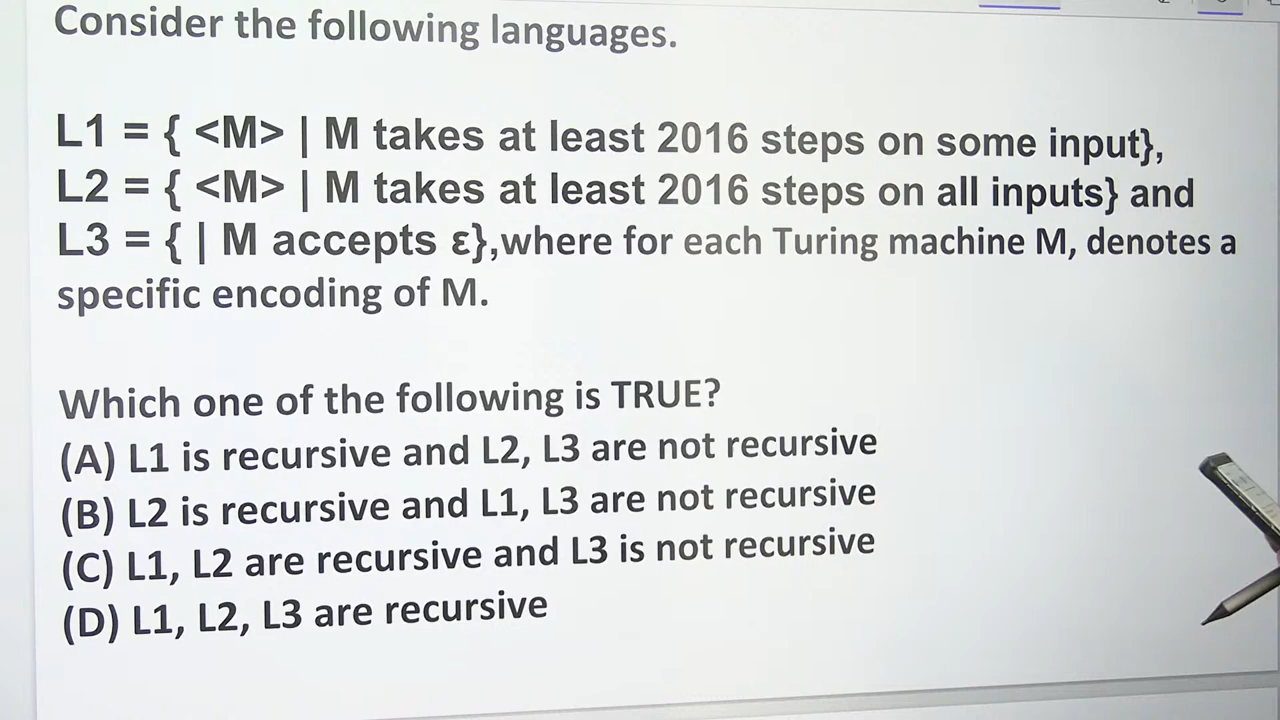 Consider the following languages.
L1 = { <M> | M takes at least 2016 steps on some input},
L2 = { <M> | M takes at least 2016 steps on all inputs} and
L3 = { | M accepts ε},where for each Turing machine M, denotes a
specific encoding of M.
Which one of the following is TRUE?
(A) L1 is recursive and L2, L3 are not recursive
(B) L2 is recursive and L1, L3 are not recursive
(C) L1, L2 are recursive and L3 is not recursive
(D) L1, L2, L3 are recursive